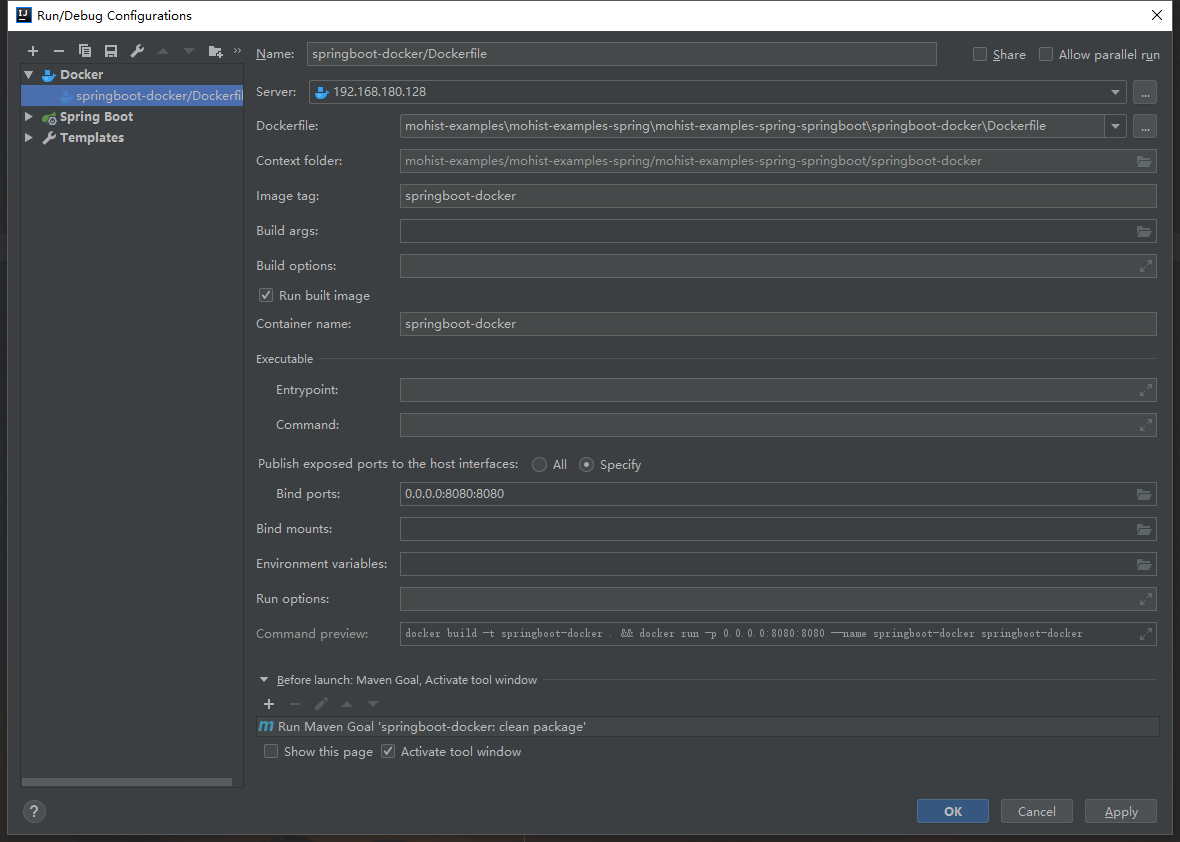 Run/Debug Configurations
Name: springboot-docker/Dockerfile Share Allow parallel run
Docker
springboot-docker/Dockerfil
Spring Boot
Templates
Server: 192.168.180.128 ...
Dockerfile: mohist-examples\mohist-examples-spring\mohist-examples-spring-springboot\springboot-docker\Dockerfile ...
Context folder: mohist-examples/mohist-examples-spring/mohist-examples-spring-springboot/springboot-docker
Image tag: springboot-docker
Build args:
Build options:
Run built image
Container name: springboot-docker
Executable
Entrypoint:
Command:
Publish exposed ports to the host interfaces: All Specify
Bind ports: 0.0.0.0:8080:8080
Bind mounts:
Environment variables:
Run options:
Command preview: docker build -t springboot-docker . && docker run -p 0.0.0.0:8080:8080 --name springboot-docker springboot-docker
Before launch: Maven Goal, Activate tool window
m Run Maven Goal 'springboot-docker: clean package'
Show this page Activate tool window
? OK Cancel Apply